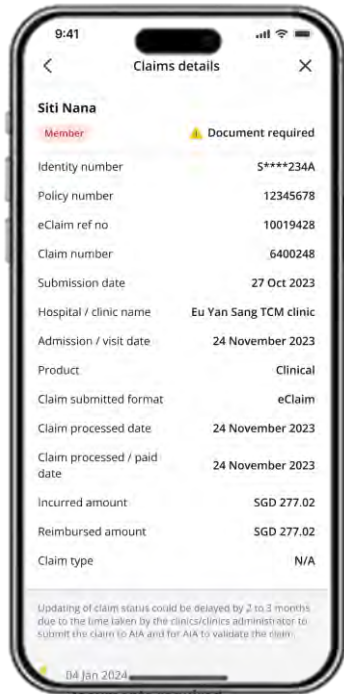 9:41
Claims details
Siti Nana
Member
Document required
Identity number S****234A
Policy number 12345678
eClaim ref no 10019428
Claim number 6400248
Submission date 27 Oct 2023
Hospital / clinic name Eu Yan Sang TCM clinic
Admission / visit date 24 November 2023
Product Clinical
Claim submitted format eClaim
Claim processed date 24 November 2023
Claim processed / paid
date 24 November 2023
Incurred amount SGD 277.02
Reimbursed amount SGD 277.02
Claim type N/A
Updating of claim status could be delayed by 2 to 3 months
due to the time taken by the clinics/clinics administrator to
submit the claim to AIA and for AIA to validate the claim.
04 Jan 2024